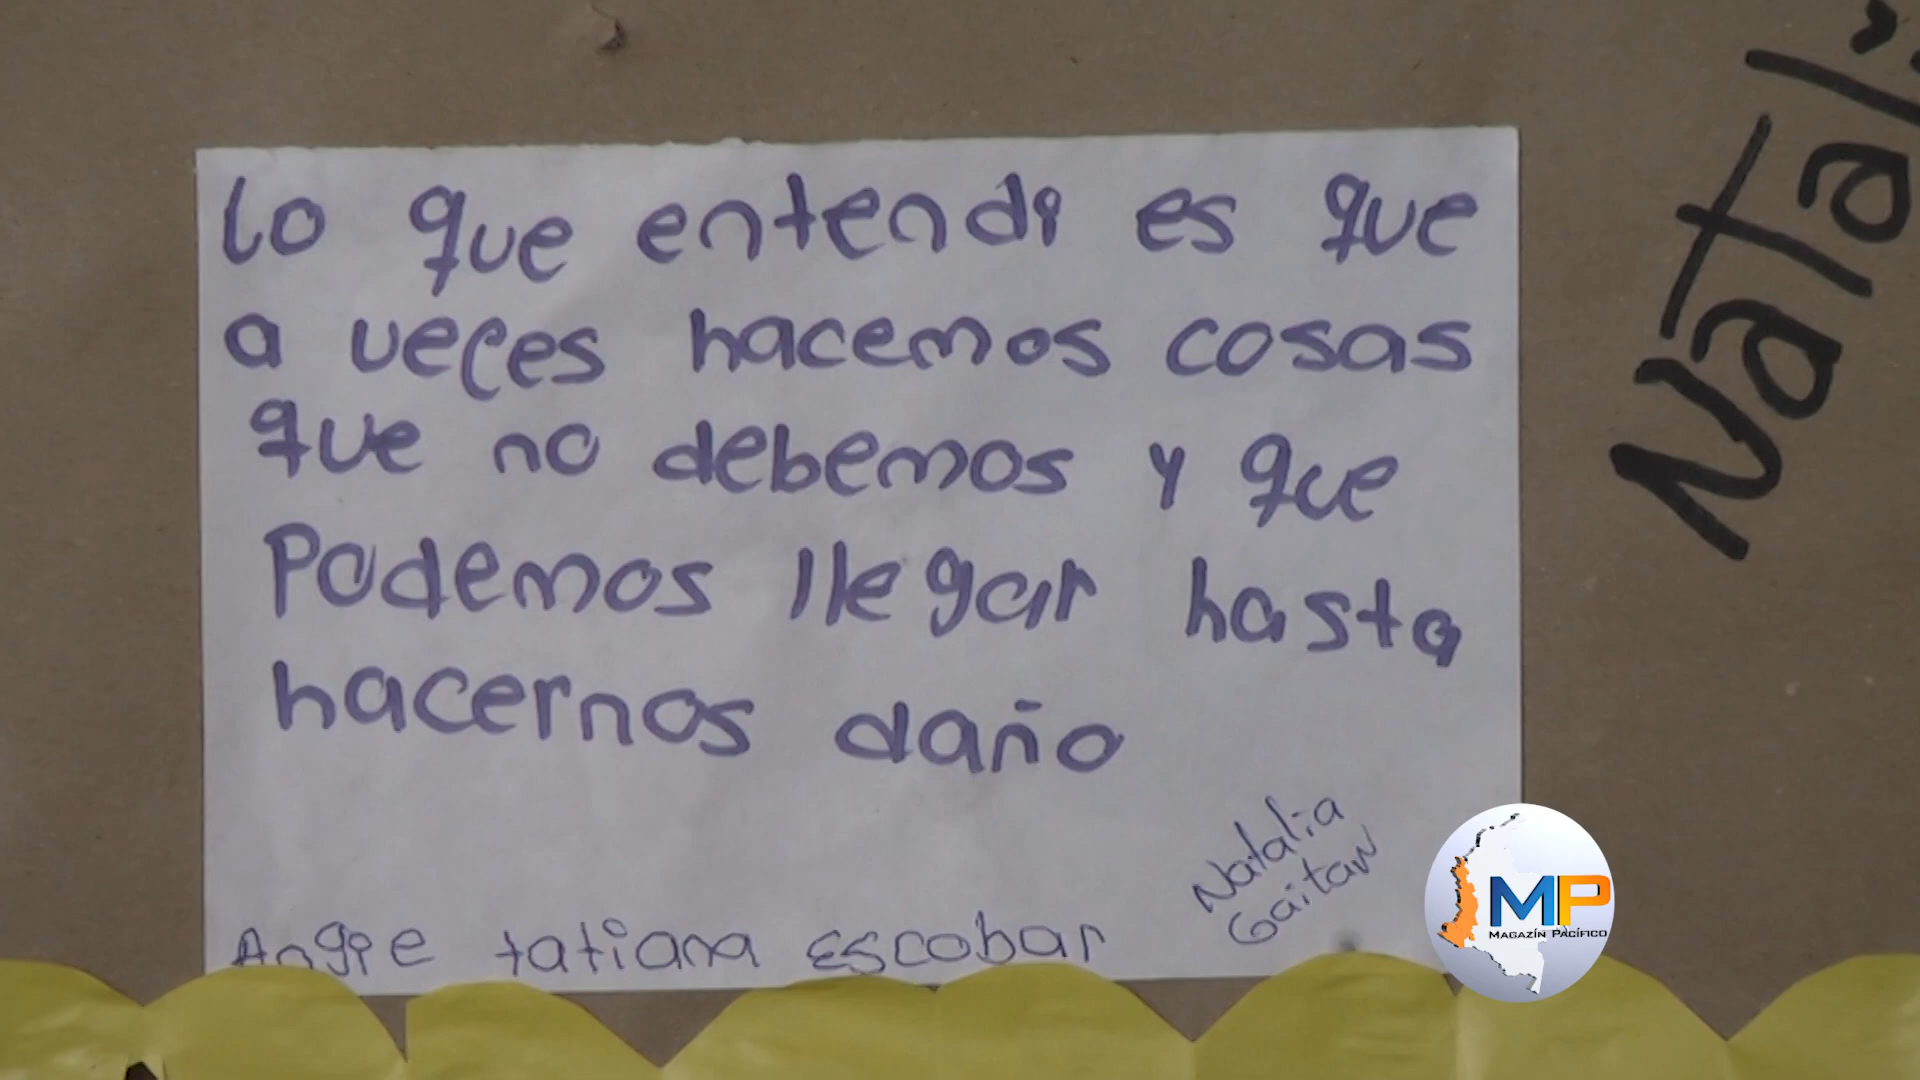 lo que entendi es que
a veces hacemos cosas
que no debemos y que
Podemos llegar hasta
hacernos daño
Natalia
Gaitan
Angie tatiana Escobar
MP
MAGAZÍN PACÍFICO